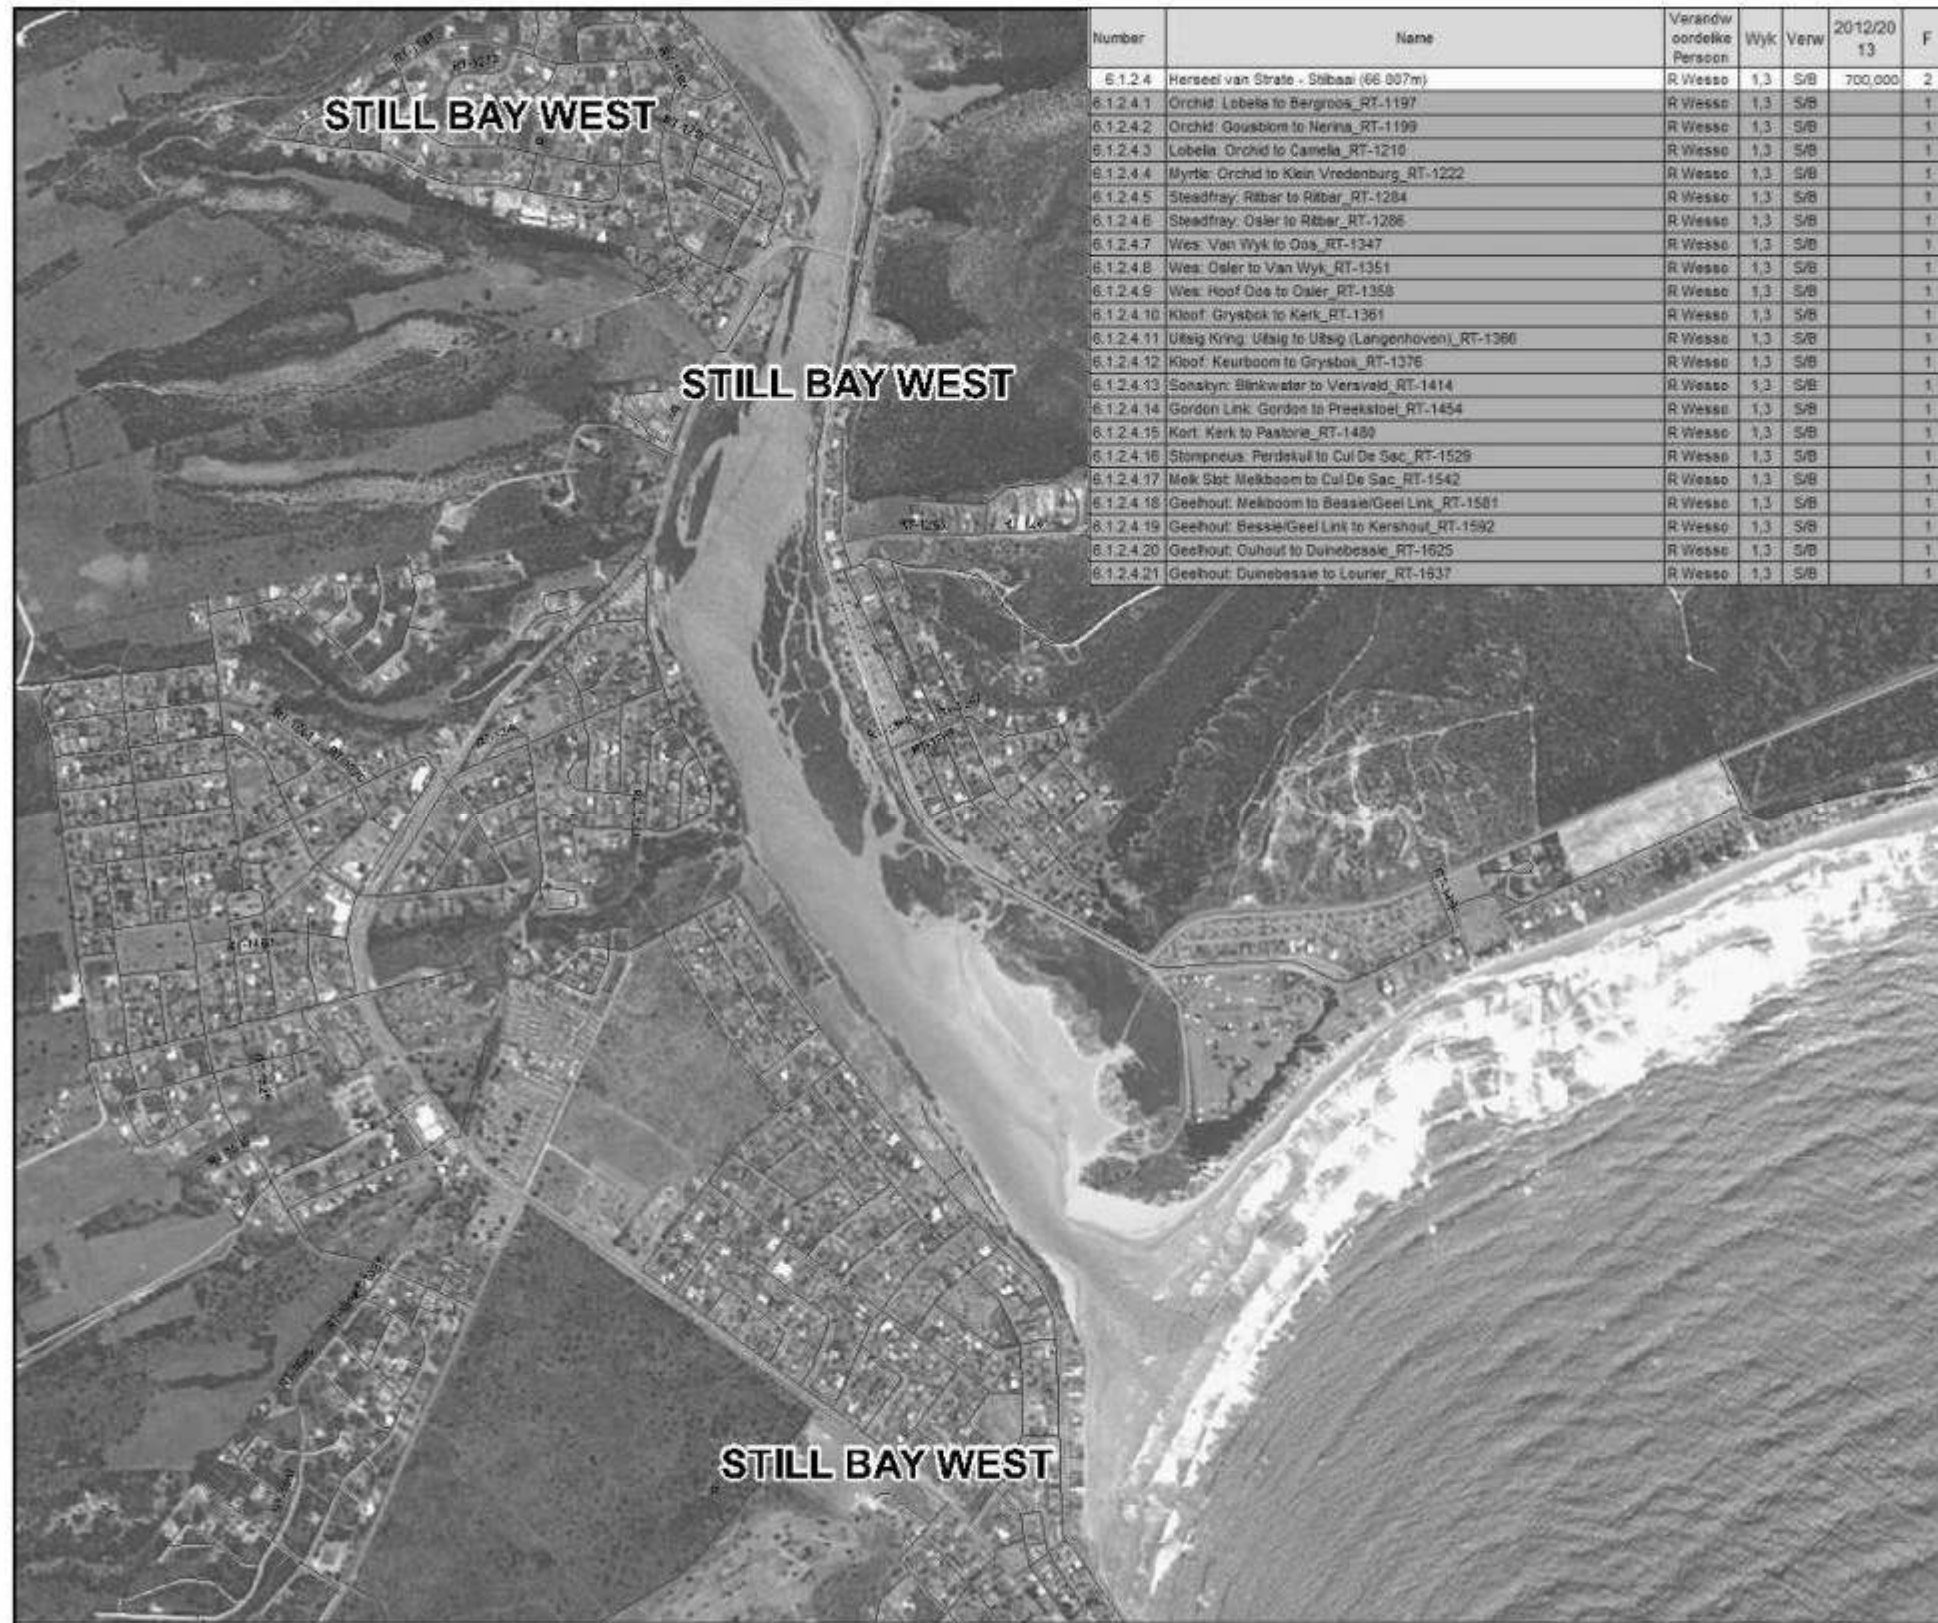 STILL BAY WEST
STILL BAY WEST
STILL BAY WEST
Number Name Verandwoordelike Persoon Wyk Verw 2012/2013 F
6.1.2.4 Herseel van Strate - Stilbaai (66 007m) R Wesso 1,3 S/B 700,000 2
6.1.2.4.1 Orchid: Lobelia to Bergroos_RT-1197 R Wesso 1,3 S/B 1
6.1.2.4.2 Orchid: Gousblom to Nerina_RT-1199 R Wesso 1,3 S/B 1
6.1.2.4.3 Lobelia: Orchid to Camelia_RT-1210 R Wesso 1,3 S/B 1
6.1.2.4.4 Myrtle: Orchid to Klein Vredenburg_RT-1222 R Wesso 1,3 S/B 1
6.1.2.4.5 Steadfray: Ritbar to Ritbar_RT-1284 R Wesso 1,3 S/B 1
6.1.2.4.6 Steadfray: Osler to Ritbar_RT-1286 R Wesso 1,3 S/B 1
6.1.2.4.7 Wes: Van Wyk to Oos_RT-1347 R Wesso 1,3 S/B 1
6.1.2.4.8 Wes: Osler to Van Wyk_RT-1351 R Wesso 1,3 S/B 1
6.1.2.4.9 Wes: Hoof Oos to Osler_RT-1358 R Wesso 1,3 S/B 1
6.1.2.4.10 Kloof: Grysbok to Kerk_RT-1361 R Wesso 1,3 S/B 1
6.1.2.4.11 Uitsig Kring: Uitsig to Uitsig (Langenhoven)_RT-1366 R Wesso 1,3 S/B 1
6.1.2.4.12 Kloof: Keurboom to Grysbok_RT-1376 R Wesso 1,3 S/B 1
6.1.2.4.13 Sonskyn: Blinkwater to Versveld_RT-1414 R Wesso 1,3 S/B 1
6.1.2.4.14 Gordon Link: Gordon to Preekstoel_RT-1454 R Wesso 1,3 S/B 1
6.1.2.4.15 Kort: Kerk to Pastorie_RT-1480 R Wesso 1,3 S/B 1
6.1.2.4.16 Stompneus: Perdekuil to Cul De Sac_RT-1529 R Wesso 1,3 S/B 1
6.1.2.4.17 Melk Slot: Melkboom to Cul De Sac_RT-1542 R Wesso 1,3 S/B 1
6.1.2.4.18 Geelhout: Melkboom to Bessie/Geel Link_RT-1581 R Wesso 1,3 S/B 1
6.1.2.4.19 Geelhout: Bessie/Geel Link to Kershout_RT-1592 R Wesso 1,3 S/B 1
6.1.2.4.20 Geelhout: Ouhout to Duinebessie_RT-1625 R Wesso 1,3 S/B 1
6.1.2.4.21 Geelhout: Duinebessie to Lourier_RT-1637 R Wesso 1,3 S/B 1